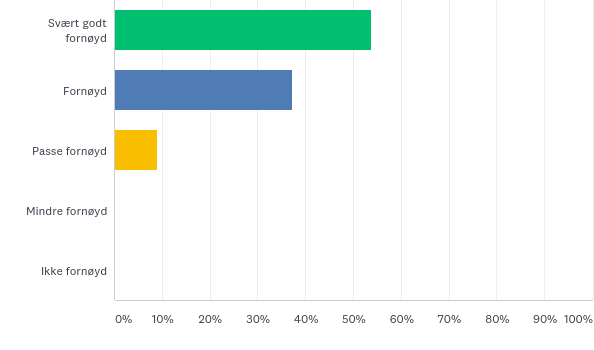 Svært godt
fornøyd
Fornøyd
Passe fornøyd
Mindre fornøyd
Ikke fornøyd
0% 10% 20% 30% 40% 50% 60% 70% 80% 90% 100%